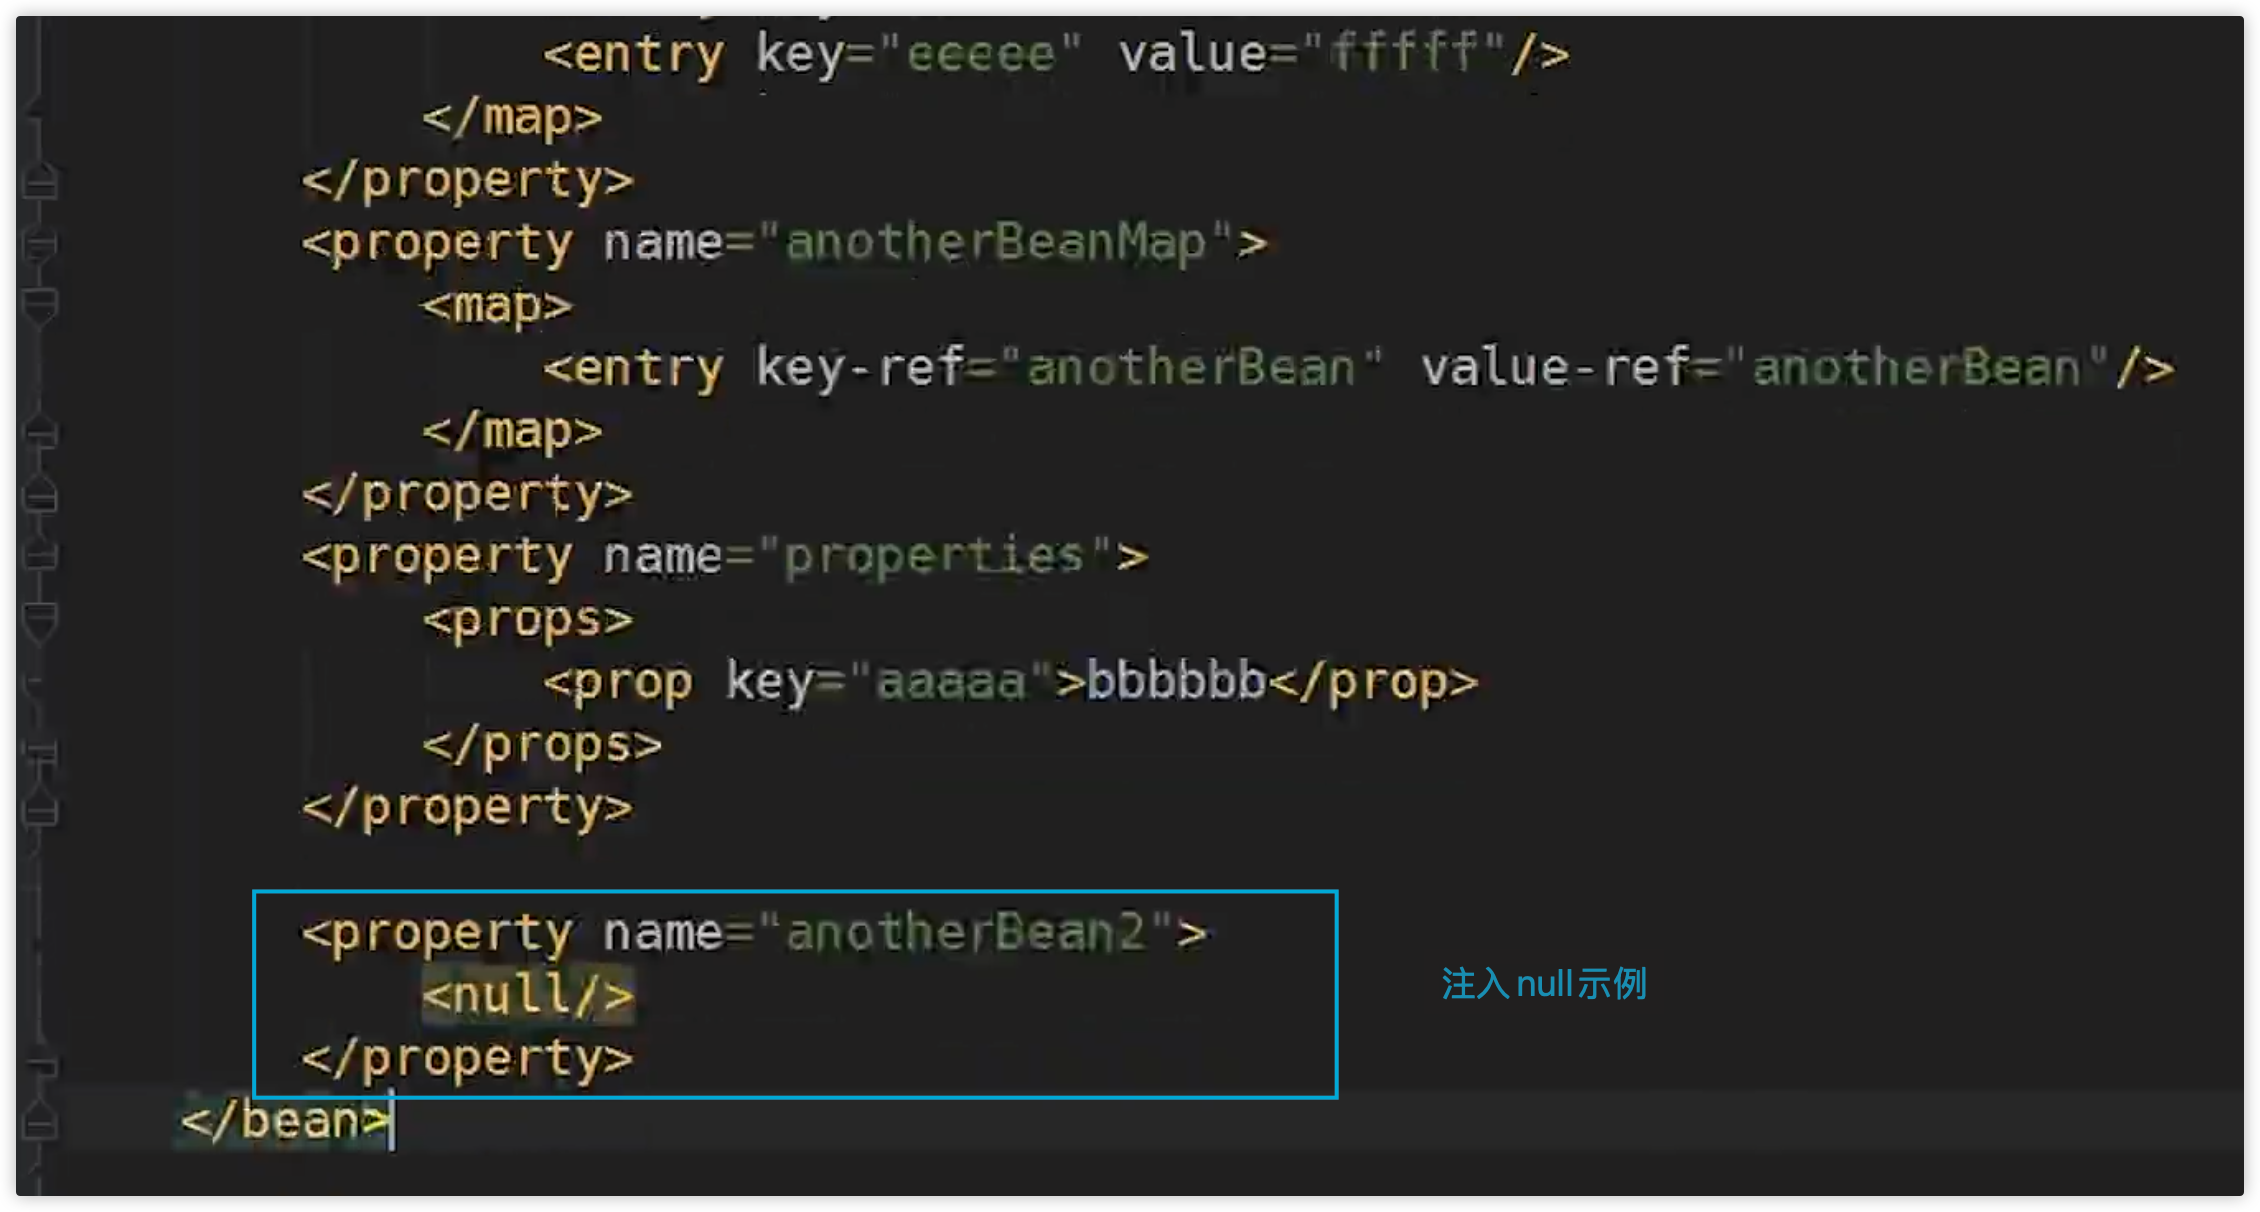 <entry key="eeeee" value="fffff"/>
</map>
</property>
<property name="anotherBeanMap">
<map>
<entry key-ref="anotherBean" value-ref="anotherBean"/>
</map>
</property>
<property name="properties">
<props>
<prop key="aaaaa">bbbbbb</prop>
</props>
</property>
<property name="anotherBean2">
<null/>
</property>
注入null示例
</bean>